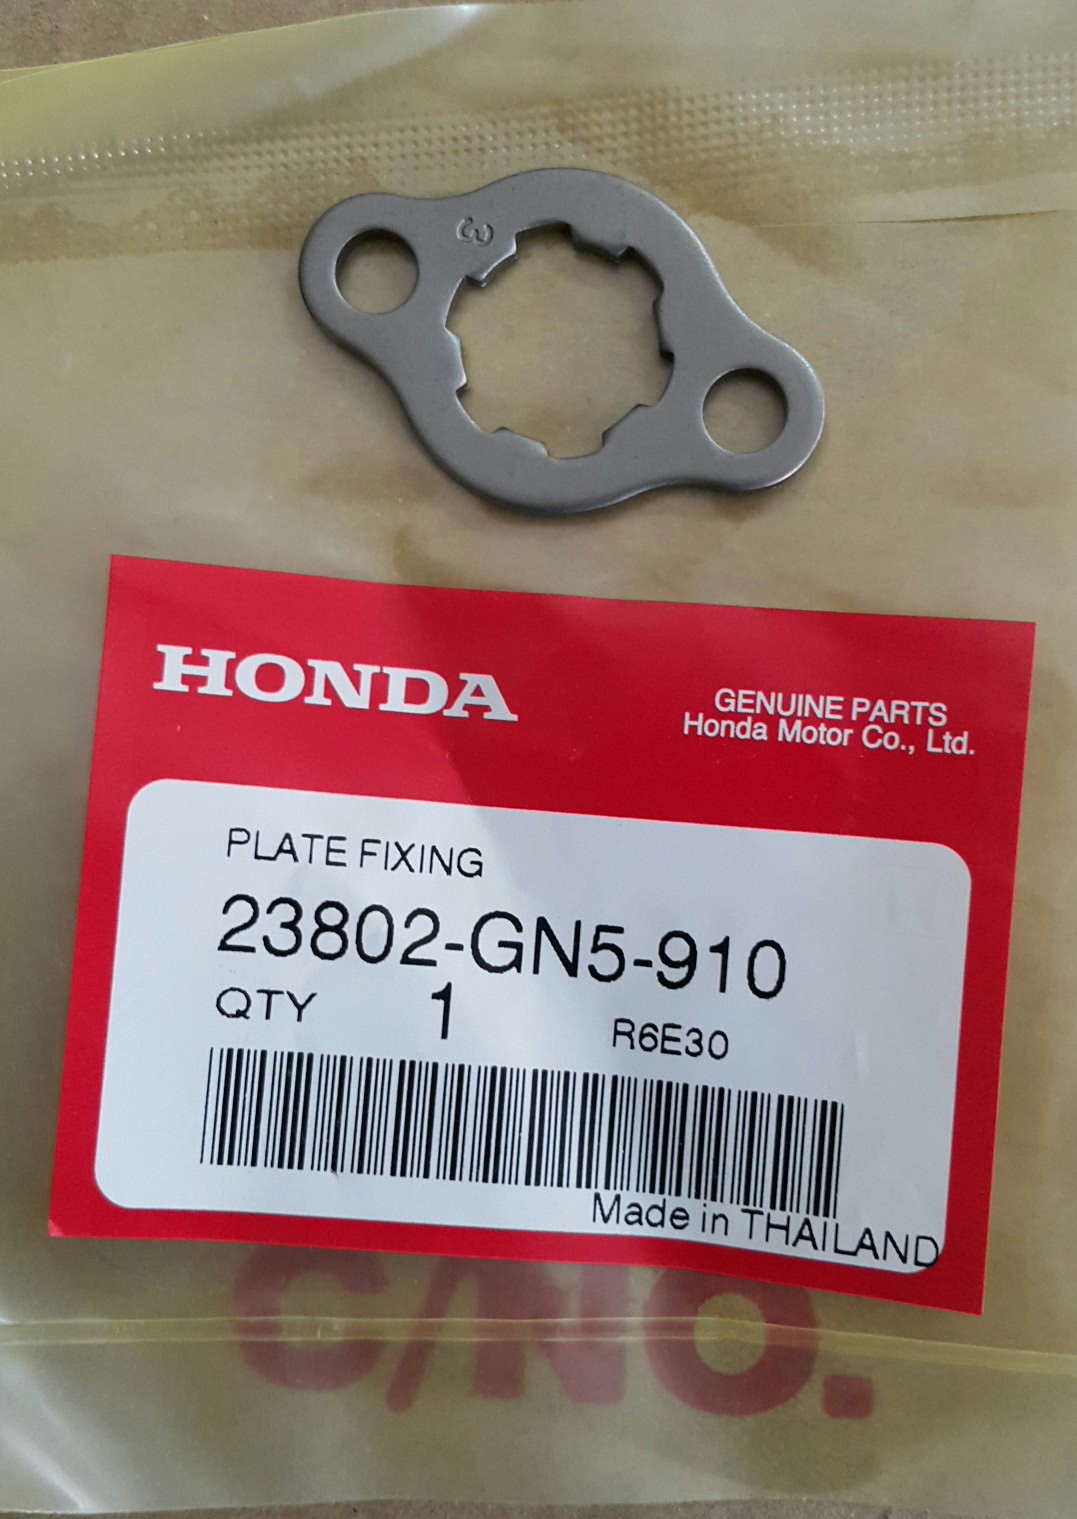 3
HONDA
GENUINE PARTS
Honda Motor Co., Ltd.
PLATE FIXING
23802-GN5-910
QTY 1 R6E30
Made in THAILAND
C/NO.